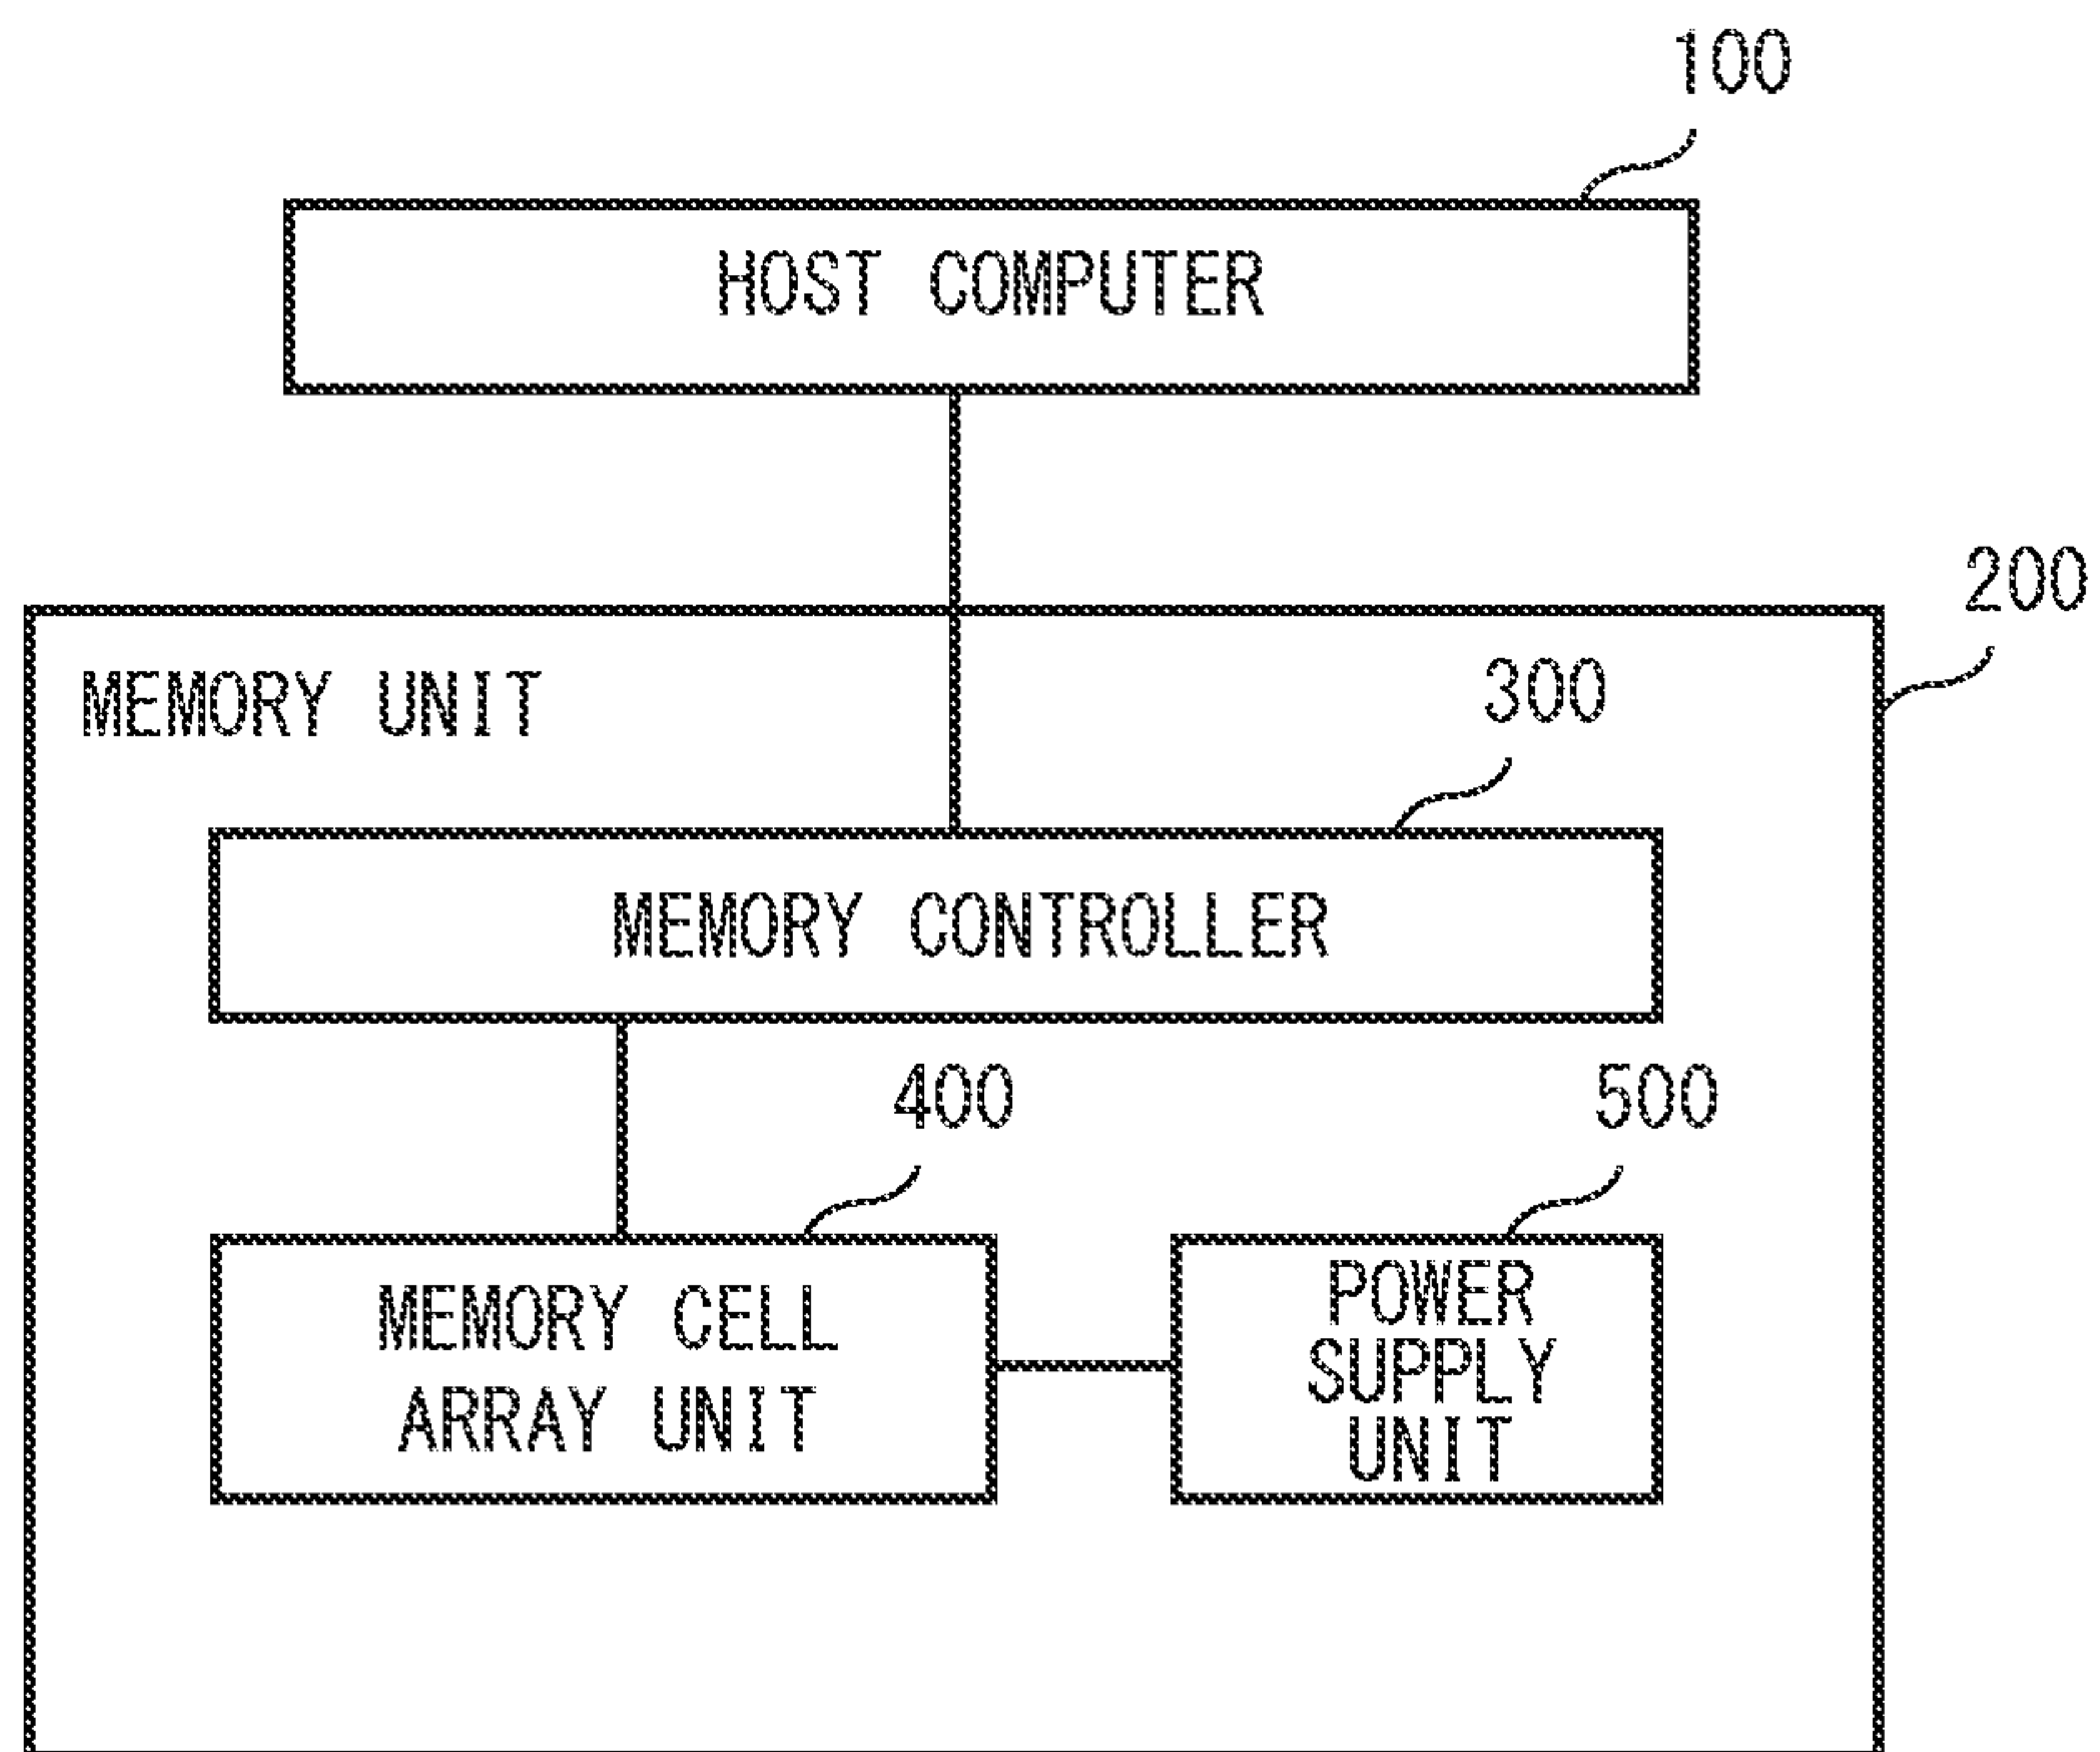 100
HOST COMPUTER
200
MEMORY UNIT
300
MEMORY CONTROLLER
400
500
MEMORY CELL
ARRAY UNIT
POWER
SUPPLY
UNIT